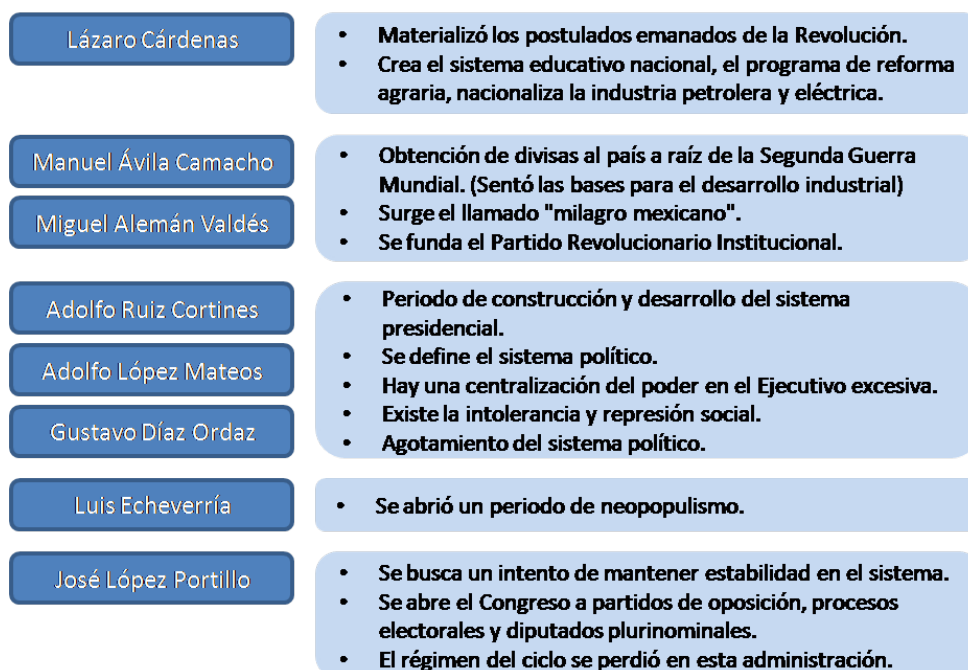 Lázaro Cárdenas
• Materializó los postulados emanados de la Revolución.
• Crea el sistema educativo nacional, el programa de reforma
agraria, nacionaliza la industria petrolera y eléctrica.
Manuel Ávila Camacho
Miguel Alemán Valdés
• Obtención de divisas al país a raíz de la Segunda Guerra
Mundial. (Sentó las bases para el desarrollo industrial)
• Surge el llamado "milagro mexicano".
• Se funda el Partido Revolucionario Institucional.
Adolfo Ruiz Cortines
Adolfo López Mateos
Gustavo Díaz Ordaz
• Periodo de construcción y desarrollo del sistema
presidencial.
• Se define el sistema político.
• Hay una centralización del poder en el Ejecutivo excesiva.
• Existe la intolerancia y represión social.
• Agotamiento del sistema político.
Luis Echeverría
• Se abrió un periodo de neopopulismo.
José López Portillo
• Se busca un intento de mantener estabilidad en el sistema.
• Se abre el Congreso a partidos de oposición, procesos
electorales y diputados plurinominales.
• El régimen del ciclo se perdió en esta administración.